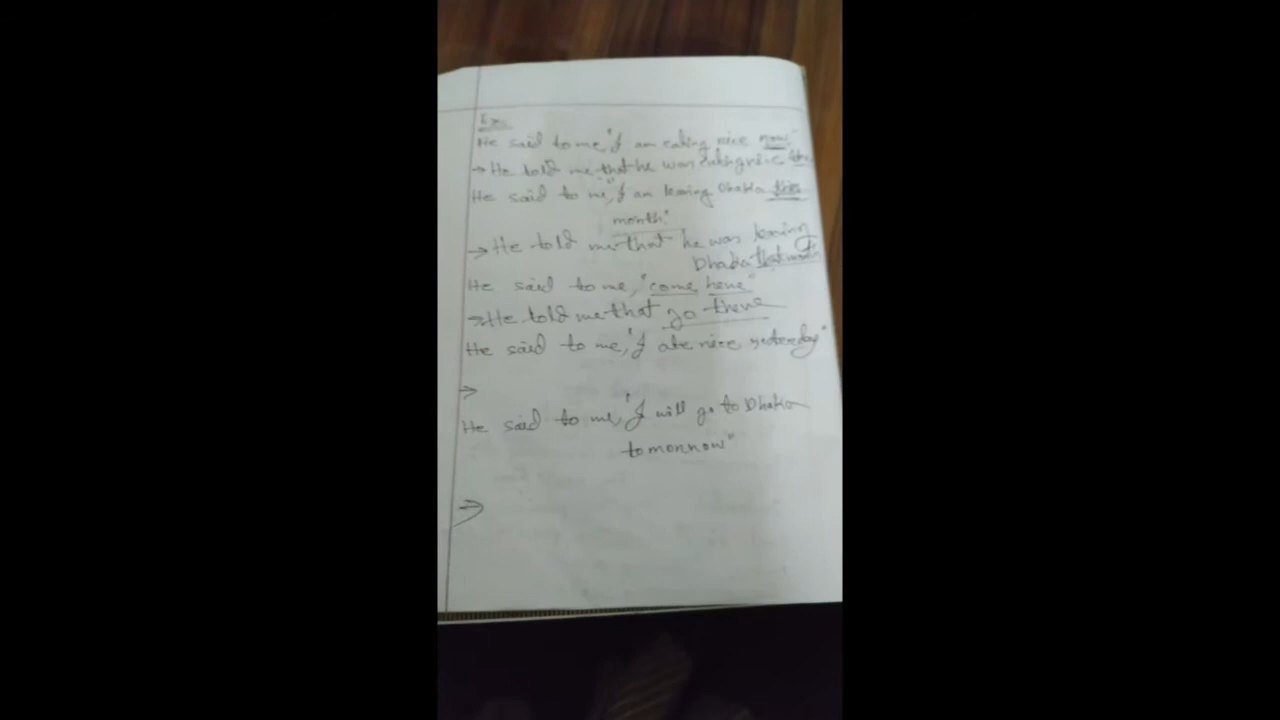 Ex.
He said to me, "I am eating rice now."
→ He told me that he was eating rice then
He said to me, "I am leaving Dhaka this
month."
→ He told me that he was leaving
Dhaka that month
He said to me, "come here"
→ He told me that go there
He said to me, "I ate rice yesterday"
→
He said to me, "I will go to Dhaka
tomorrow"
→